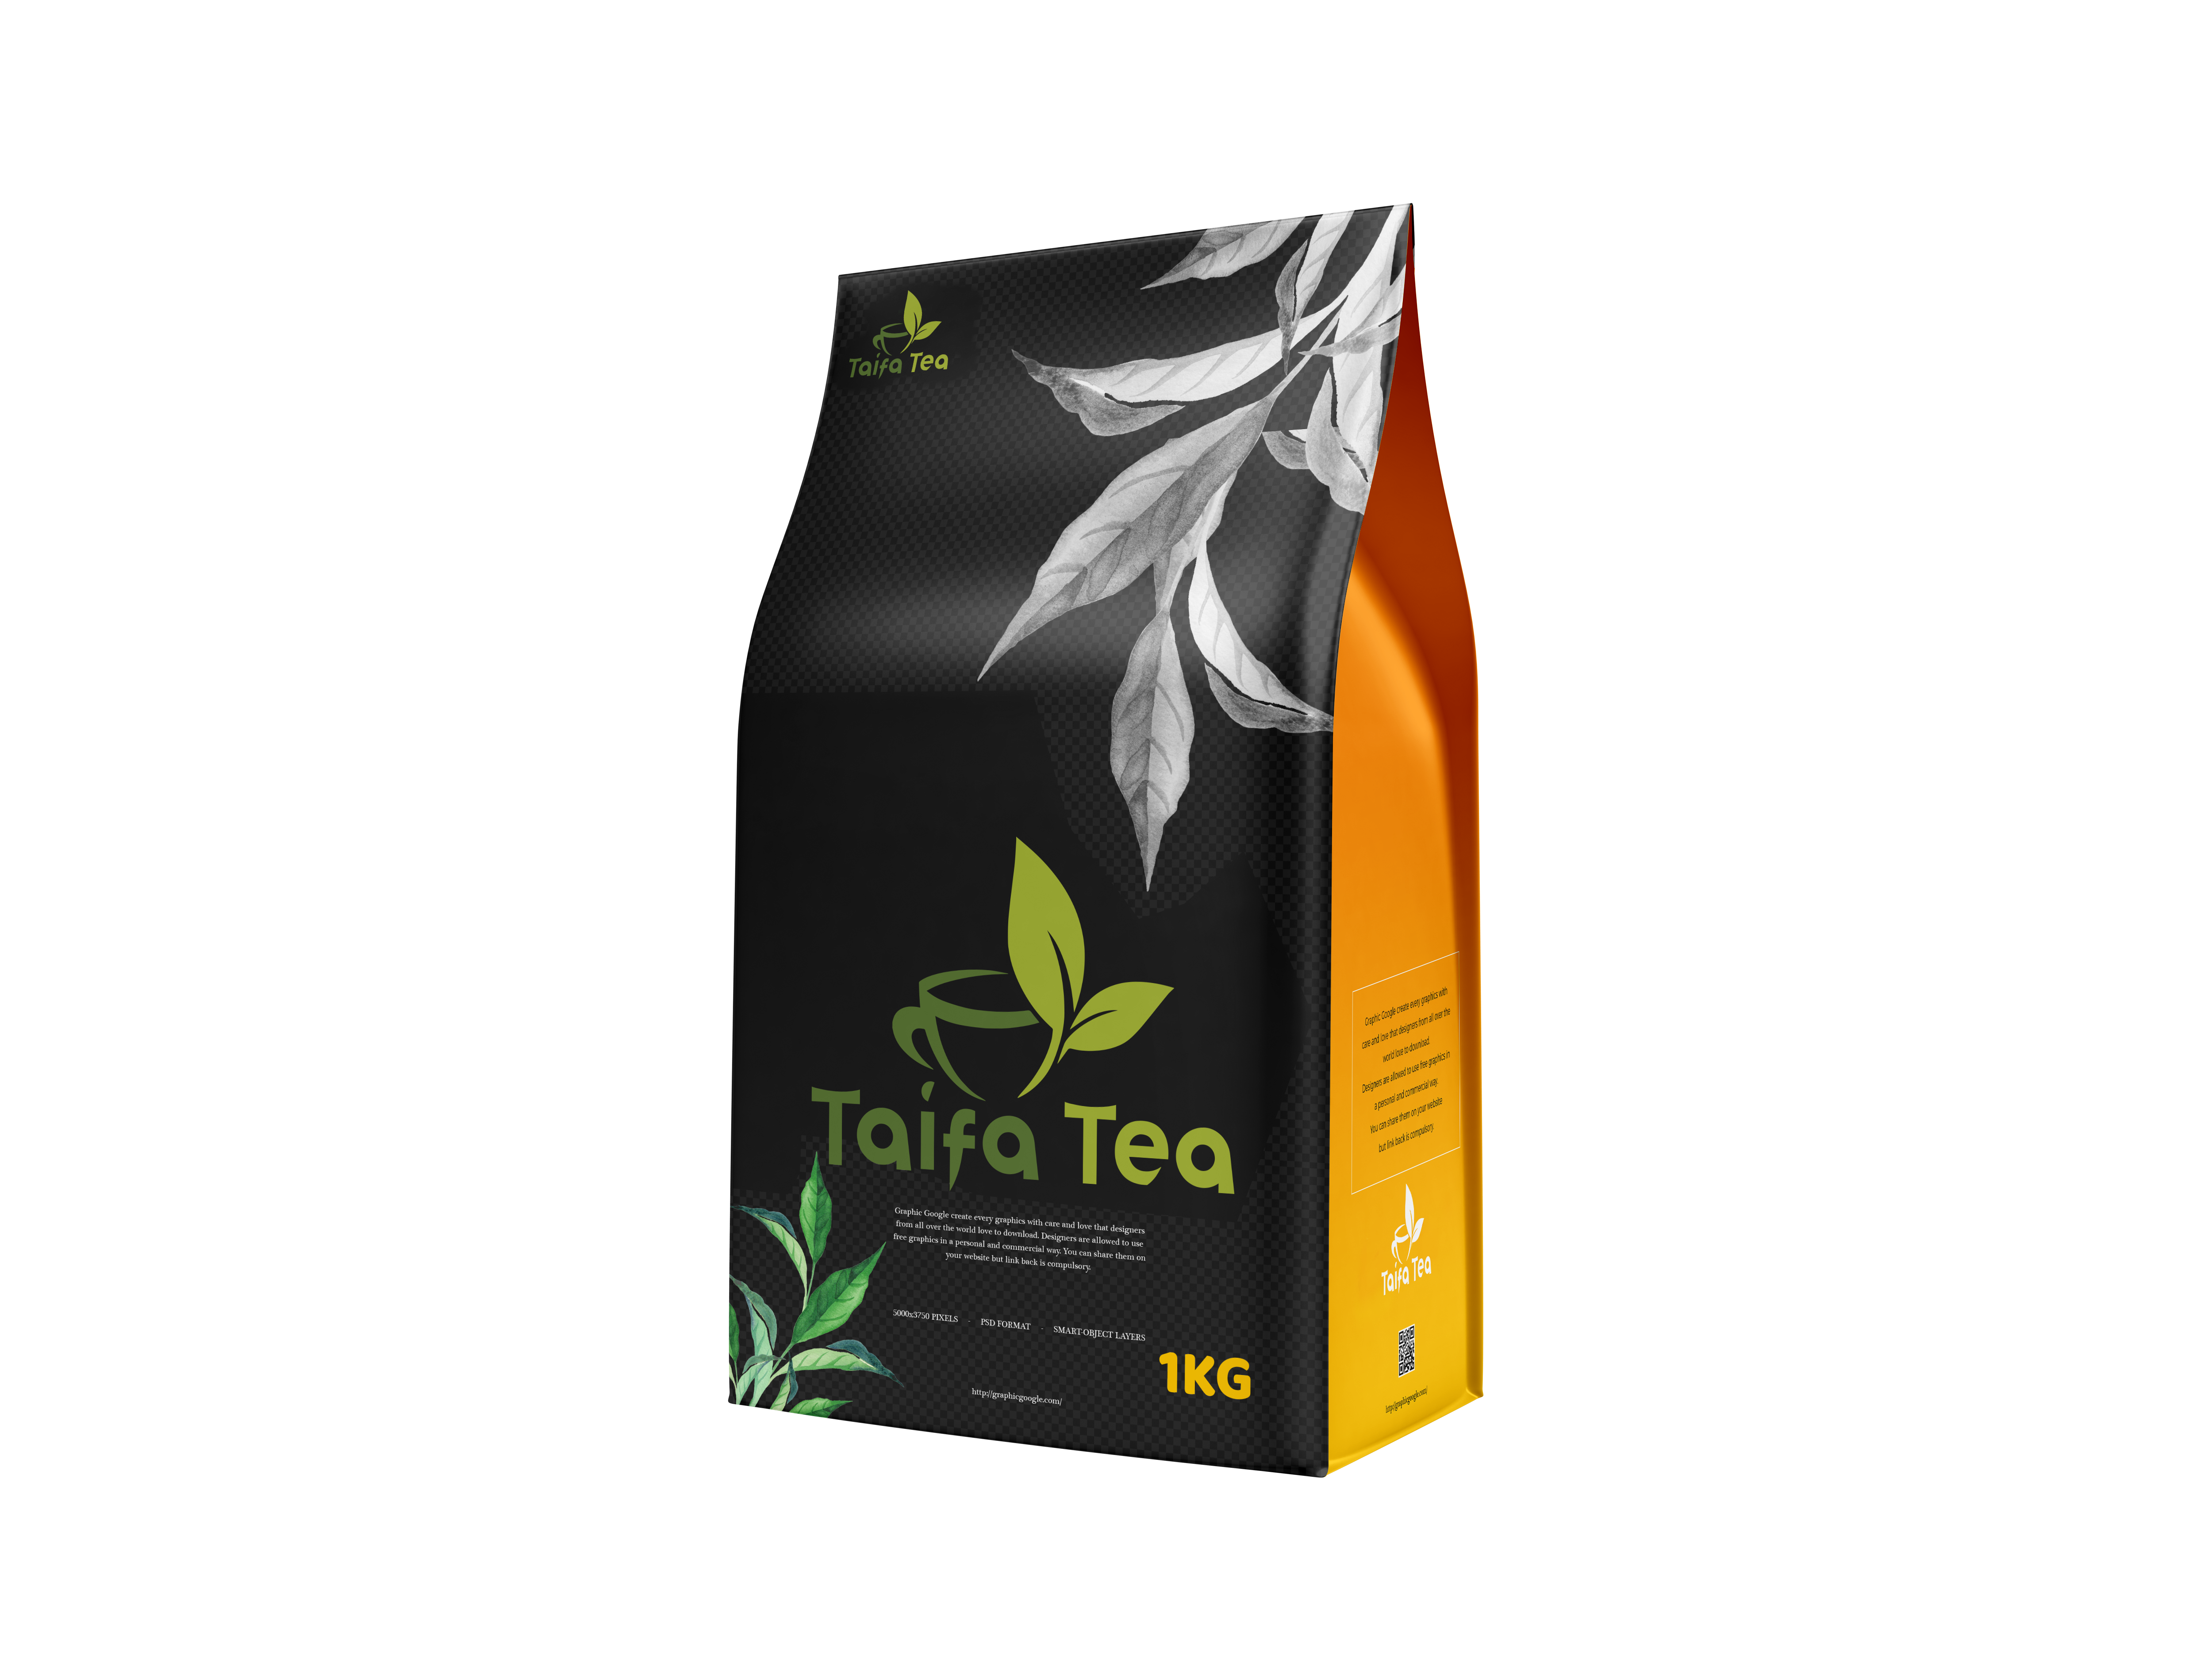 Taifa Tea
Taifa Tea
Graphic Google create every graphics with care and love that designers
from all over the world love to download. Designers are allowed to use
free graphics in a personal and commercial way. You can share them on
your website but link back is compulsory.
5000x3750 PIXELS - PSD FORMAT - SMART-OBJECT LAYERS
1KG
http://graphicgoogle.com/
Graphic Google create every graphics with
care and love that designers from all over the
world love to download.
Designers are allowed to use free graphics in
a personal and commercial way.
You can share them on your website
but link back is compulsory.
Taifa Tea
http://graphicgoogle.com/